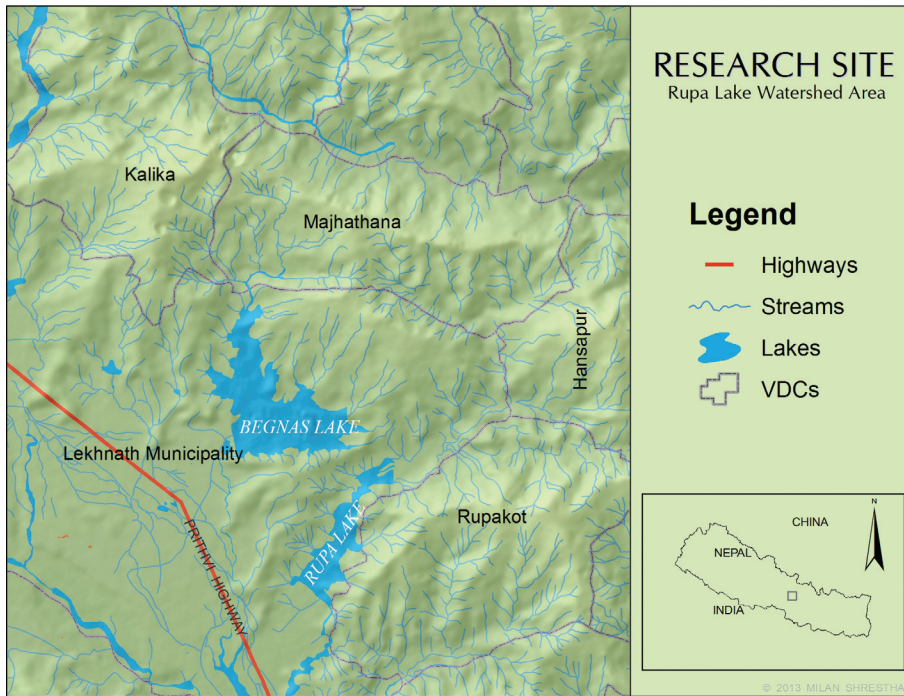 RESEARCH SITE
Rupa Lake Watershed Area
Kalika
Majhathana
Hansapur
BEGNAS LAKE
Lekhnath Municipality
RUPA LAKE
Rupakot
PRITHVI HIGHWAY
Legend
Highways
Streams
Lakes
VDCs
N
CHINA
NEPAL
INDIA
© 2013 MILAN SHRESTHA